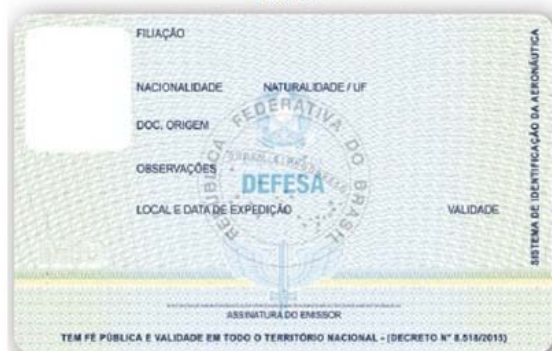 FILIAÇÃO
NACIONALIDADE NATURALIDADE / UF
DOC. ORIGEM
OBSERVAÇÕES
REPÚBLICA FEDERATIVA DO BRASIL
DEFESA
LOCAL E DATA DE EXPEDIÇÃO VALIDADE
ASSINATURA DO EMISSOR
TEM FÉ PÚBLICA E VALIDADE EM TODO O TERRITÓRIO NACIONAL - (DECRETO N° 8.518/2015)
SISTEMA DE IDENTIFICAÇÃO DA AERONÁUTICA